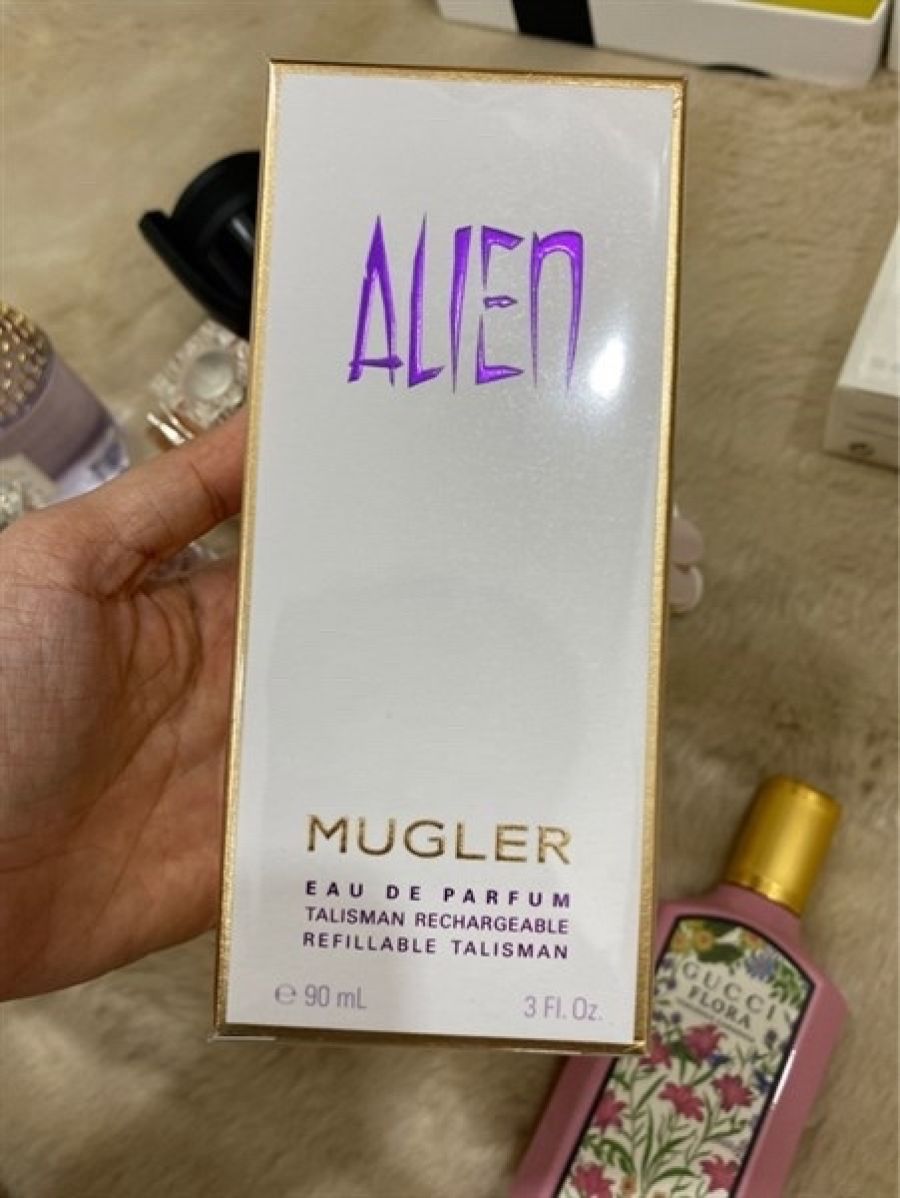 ALIEN
MUGLER
EAU DE PARFUM
TALISMAN RECHARGEABLE
REFILLABLE TALISMAN
℮ 90 mL 3 Fl. Oz.
GUCCI
FLORA